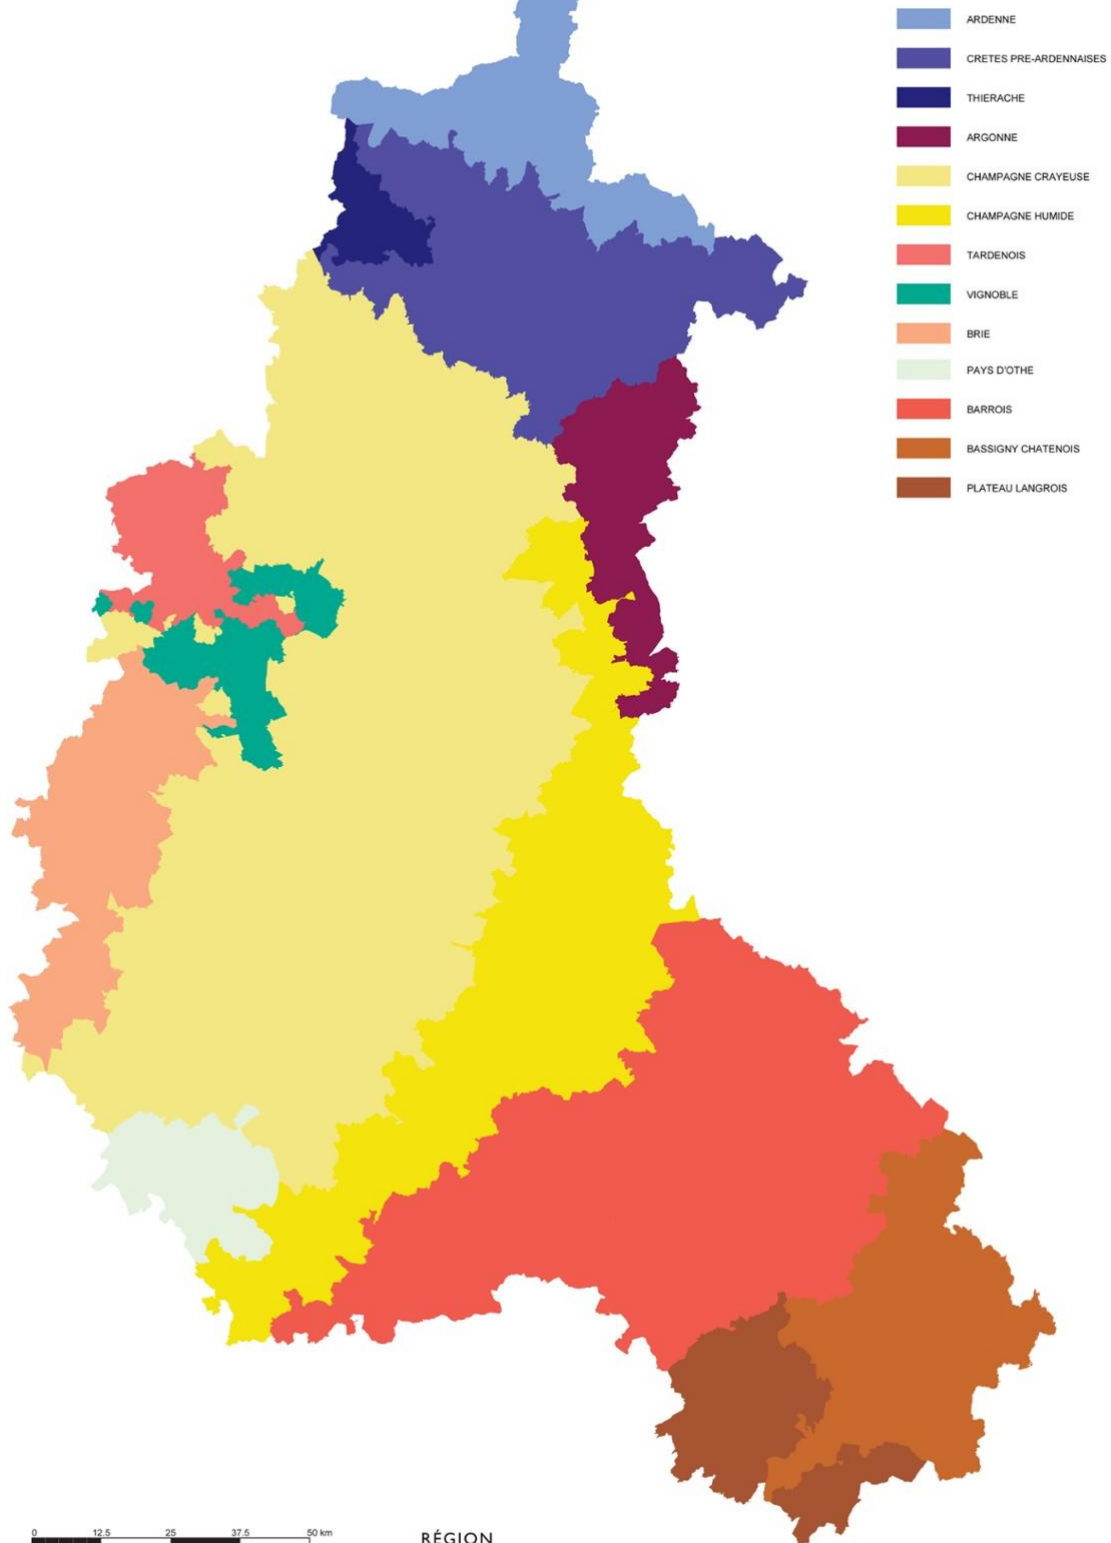 ARDENNE
CRETES PRE-ARDENNAISES
THIERACHE
ARGONNE
CHAMPAGNE CRAYEUSE
CHAMPAGNE HUMIDE
TARDENOIS
VIGNOBLE
BRIE
PAYS D'OTHE
BARROIS
BASSIGNY CHATENOIS
PLATEAU LANGROIS
0 12.5 25 37.5 50 km
RÉGION